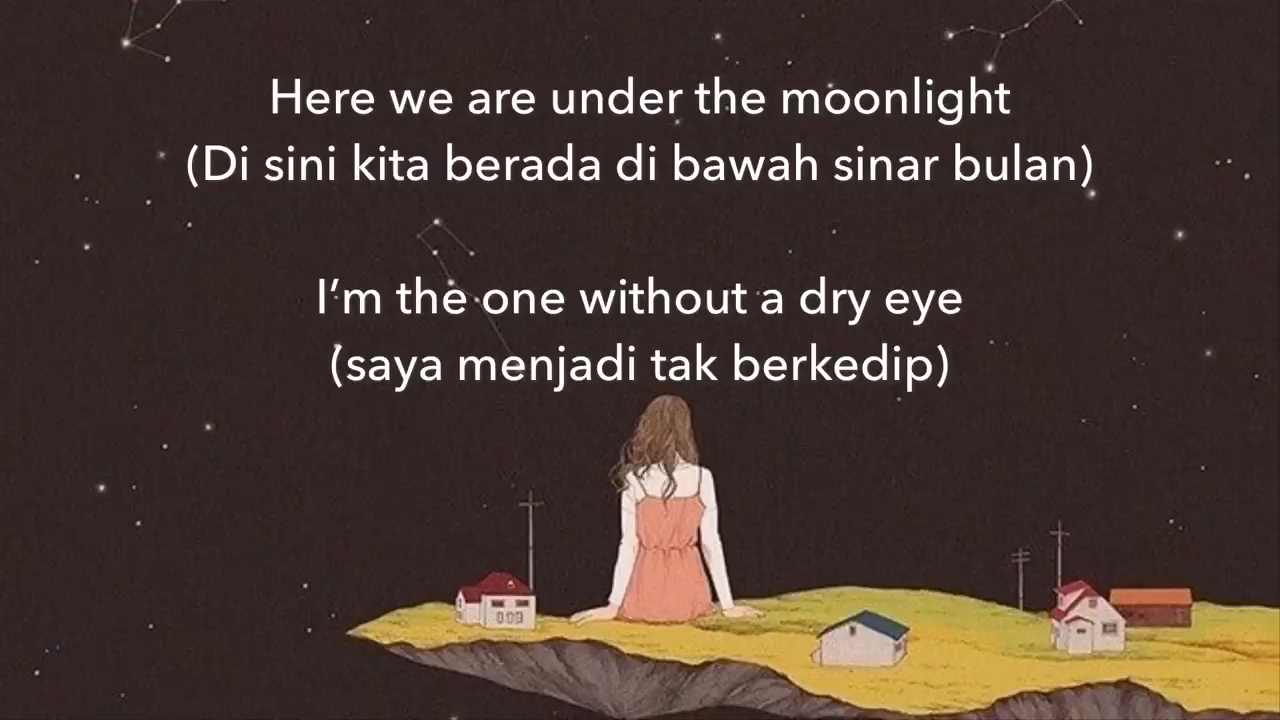 Here we are under the moonlight
(Di sini kita berada di bawah sinar bulan)
I'm the one without a dry eye
(saya menjadi tak berkedip)